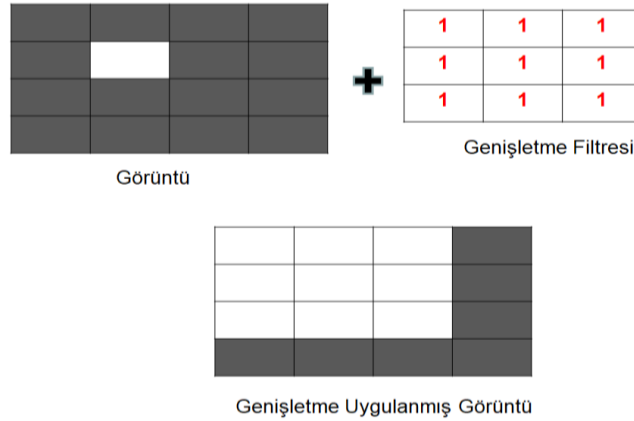 1 1 1
1 1 1
1 1 1
Görüntü
Genişletme Filtresi
Genişletme Uygulanmış Görüntü